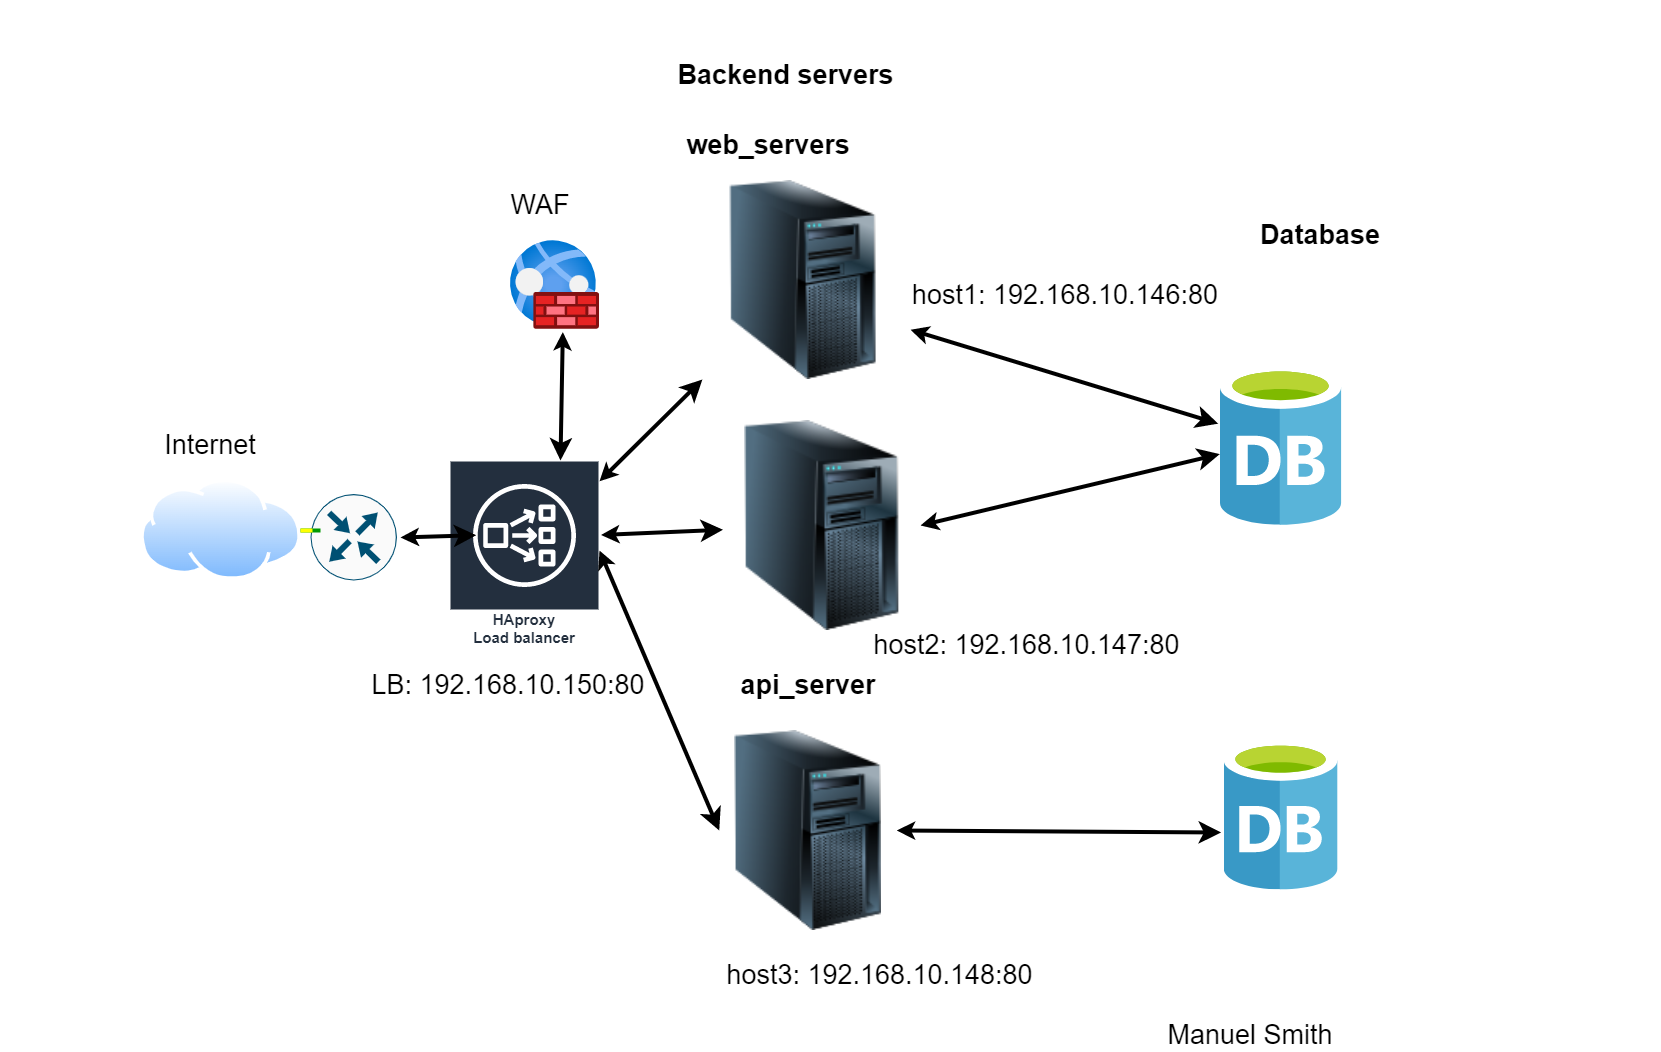 Backend servers
web_servers
WAF
Database
host1: 192.168.10.146:80
Internet
DB
HAproxy
Load balancer
host2: 192.168.10.147:80
LB: 192.168.10.150:80
api_server
DB
host3: 192.168.10.148:80
Manuel Smith